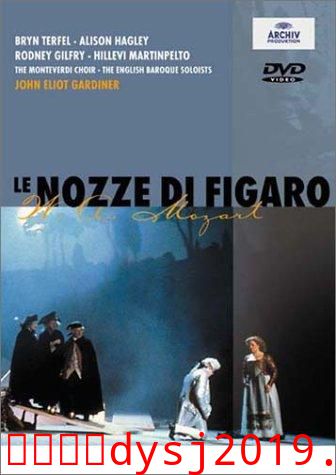 BRYN TERFEL · ALISON HAGLEY
RODNEY GILFRY · HILLEVI MARTINPELTO
THE MONTEVERDI CHOIR · THE ENGLISH BAROQUE SOLOISTS
JOHN ELIOT GARDINER
ARCHIV
PRODUKTION
DVD
VIDEO
LE NOZZE DI FIGARO
W. A. Mozart
□□□□dysj2019.